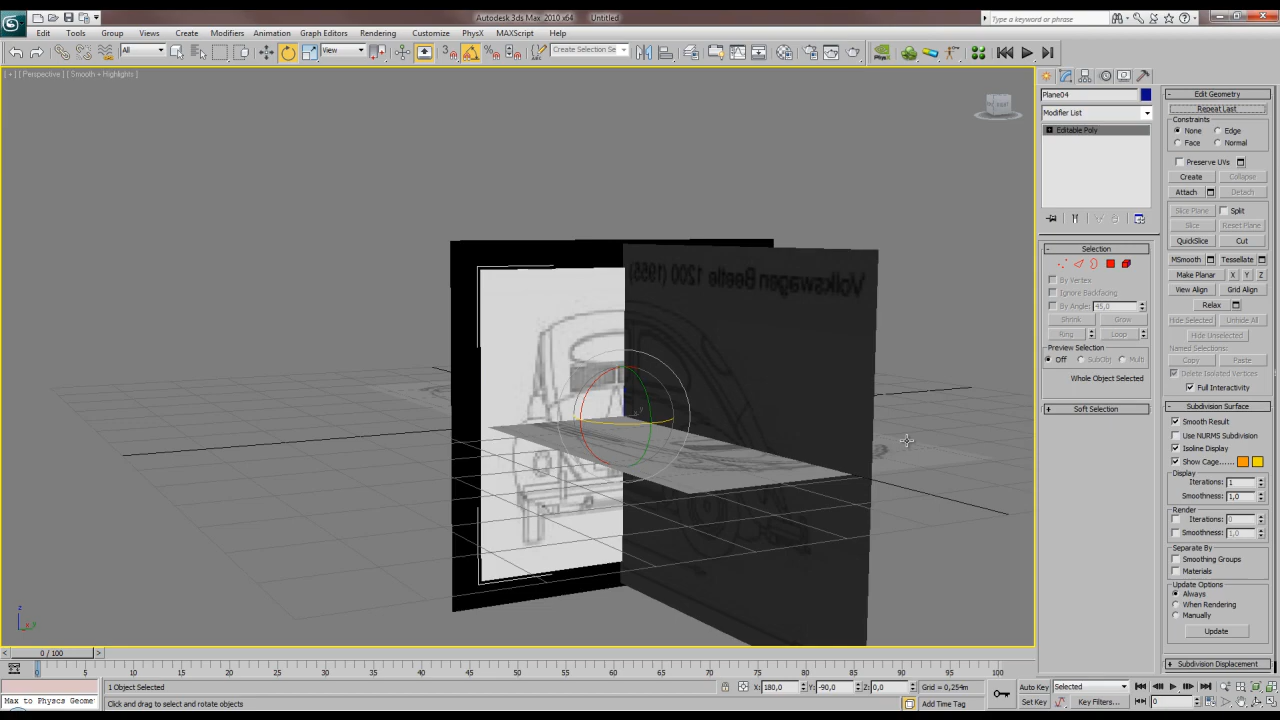 Autodesk 3ds Max 2010 x64
Untitled
Type a keyword or phrase
Edit Tools Group Views Create Modifiers Animation Graph Editors Rendering Customize PhysX MAXScript Help
All View Create Selection Se
[ + ] [ Perspective ] [ Smooth + Highlights ]
Volkswagen Beetle 1200 (1955)
Plane04
Modifier List
Editable Poly
Selection
By Vertex
Ignore Backfacing
By Angle: 45,0
Shrink Grow
Ring Loop
Preview Selection
Off SubObj Multi
Whole Object Selected
Soft Selection
Edit Geometry
Repeat Last
Constraints
None Edge
Face Normal
Preserve UVs
Create Collapse
Attach Detach
Slice Plane Split
Slice Reset Plane
QuickSlice Cut
MSmooth Tessellate
Make Planar X Y Z
View Align Grid Align
Relax
Hide Selected Unhide All
Hide Unselected
Named Selections:
Copy Paste
Delete Isolated Vertices
Full Interactivity
Subdivision Surface
Smooth Result
Use NURMS Subdivision
Isoline Display
Show Cage......
Display
Iterations: 1
Smoothness: 1,0
Render
Iterations: 0
Smoothness: 1,0
Separate By
Smoothing Groups
Materials
Update Options
Always
When Rendering
Manually
Update
Subdivision Displacement
z
0 / 100
0 5 10 15 20 25 30 35 40 45 50 55 60 65 70 75 80 85 90 95 100
1 Object Selected X: 180,0 Y: -90,0 Z: 0,0 Grid = 0,254m Auto Key Selected
Max to Physcs Geome Click and drag to select and rotate objects Add Time Tag Set Key Key Filters... 0